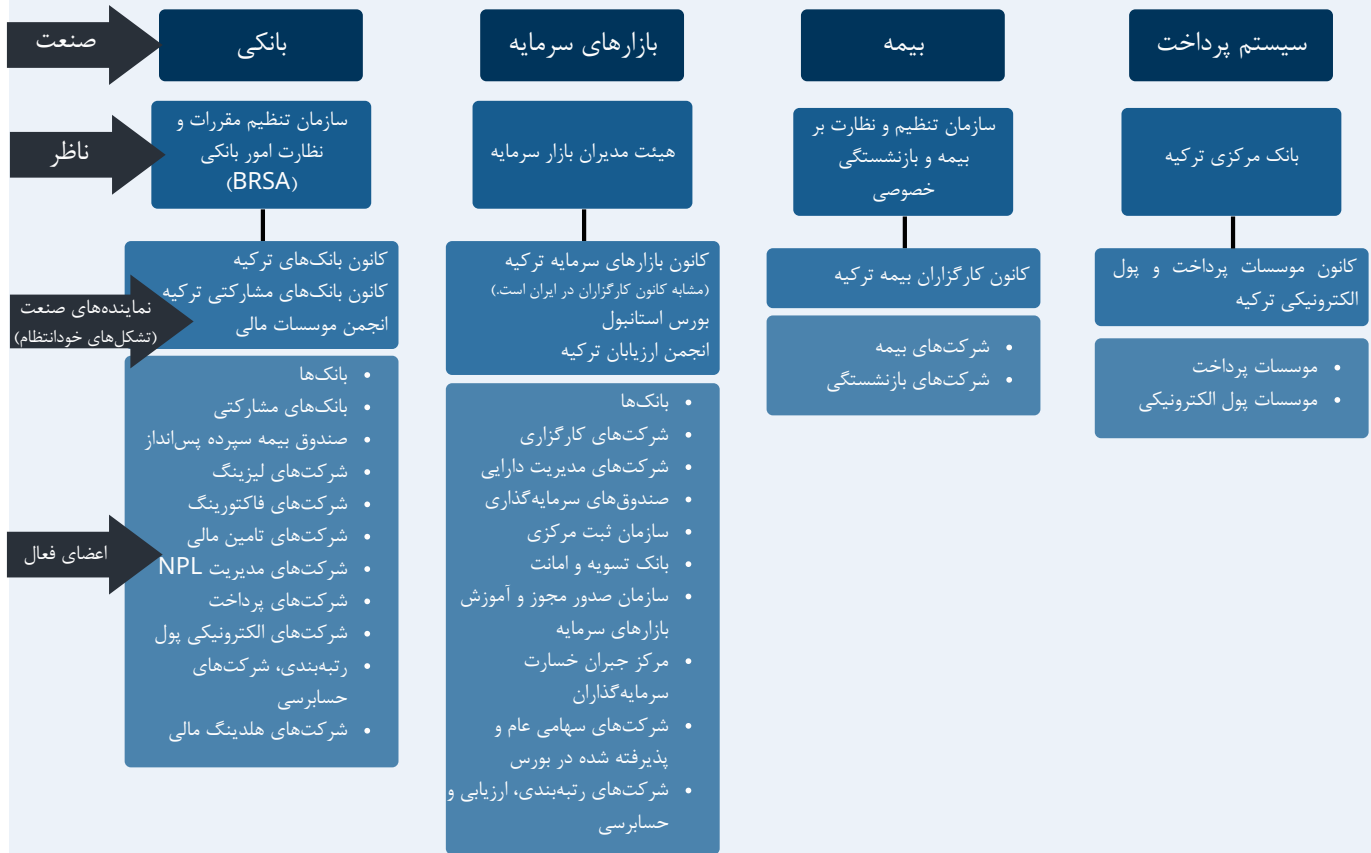 صنعت
بانکی
بازارهای سرمایه
بیمه
سیستم پرداخت
ناظر
سازمان تنظیم مقررات و
نظارت امور بانکی
(BRSA)
هیئت مدیران بازار سرمایه
سازمان تنظیم و نظارت بر
بیمه و بازنشستگی
خصوصی
بانک مرکزی ترکیه
نماینده‌های صنعت
(تشکل‌های خودانتظام)
کانون بانک‌های ترکیه
کانون بانک‌های مشارکتی ترکیه
انجمن موسسات مالی
کانون بازارهای سرمایه ترکیه
(مشابه کانون کارگزاران در ایران است.)
بورس استانبول
انجمن ارزیابان ترکیه
کانون کارگزاران بیمه ترکیه
کانون موسسات پرداخت و پول
الکترونیکی ترکیه
اعضای فعال
• بانک‌ها
• بانک‌های مشارکتی
• صندوق بیمه سپرده پس‌انداز
• شرکت‌های لیزینگ
• شرکت‌های فاکتورینگ
• شرکت‌های تامین مالی
• شرکت‌های مدیریت NPL
• شرکت‌های پرداخت
• شرکت‌های الکترونیکی پول
• رتبه‌بندی، شرکت‌های
حسابرسی
• شرکت‌های هلدینگ مالی
• بانک‌ها
• شرکت‌های کارگزاری
• شرکت‌های مدیریت دارایی
• صندوق‌های سرمایه‌گذاری
• سازمان ثبت مرکزی
• بانک تسویه و امانت
• سازمان صدور مجوز و آموزش
بازارهای سرمایه
• مرکز جبران خسارت
سرمایه‌گذاران
• شرکت‌های سهامی عام و
پذیرفته شده در بورس
• شرکت‌های رتبه‌بندی، ارزیابی و
حسابرسی
• شرکت‌های بیمه
• شرکت‌های بازنشستگی
• موسسات پرداخت
• موسسات پول الکترونیکی